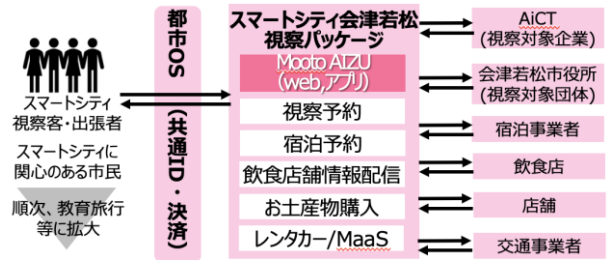 スマートシティ
視察客・出張者
スマートシティに
関心のある市民
順次、教育旅行
等に拡大
都市OS（共通ID・決済）
スマートシティ会津若松
視察パッケージ
Mooto AIZU
(web,アプリ)
視察予約
宿泊予約
飲食店舗情報配信
お土産物購入
レンタカー/MaaS
AiCT
(視察対象企業)
会津若松市役所
(視察対象団体)
宿泊事業者
飲食店
店舗
交通事業者